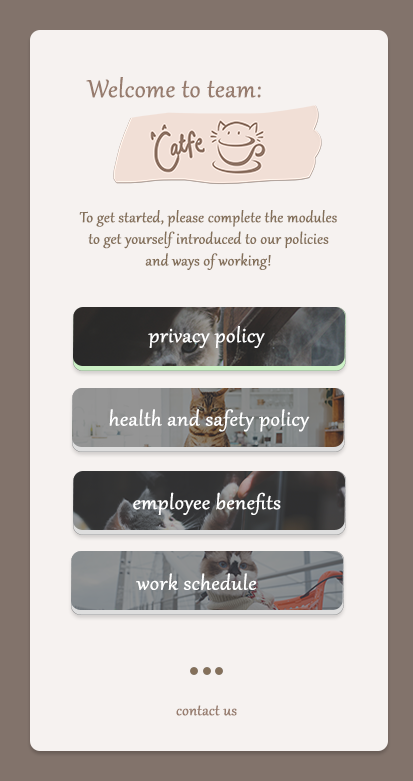 Welcome to team:
Catfe
To get started, please complete the modules
to get yourself introduced to our policies
and ways of working!
privacy policy
health and safety policy
employee benefits
work schedule
contact us